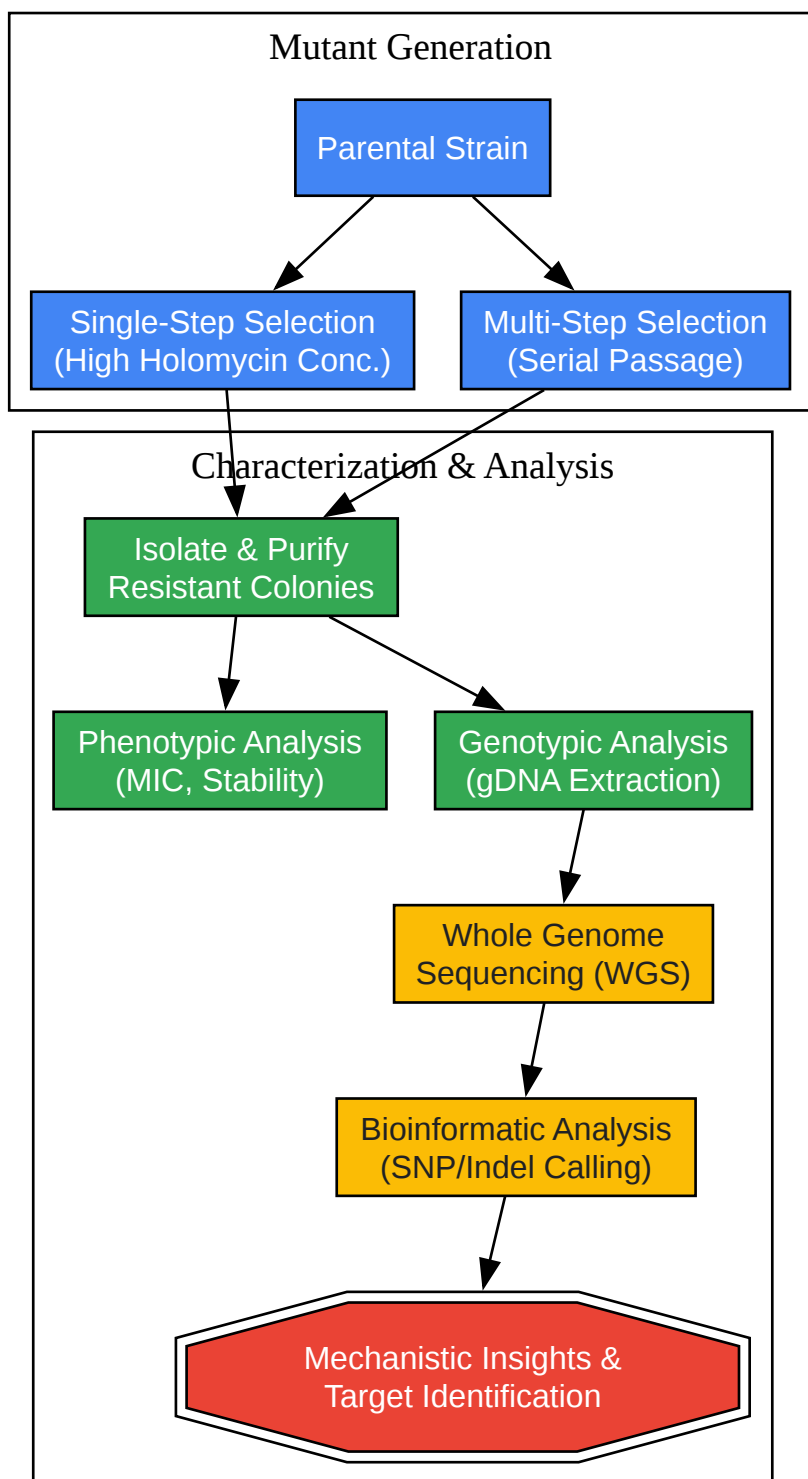 Mutant Generation
Parental Strain
Single-Step Selection
(High Holomycin Conc.)
Multi-Step Selection
(Serial Passage)
Characterization & Analysis
Isolate & Purify
Resistant Colonies
Phenotypic Analysis
(MIC, Stability)
Genotypic Analysis
(gDNA Extraction)
Whole Genome
Sequencing (WGS)
Bioinformatic Analysis
(SNP/Indel Calling)
Mechanistic Insights &
Target Identification